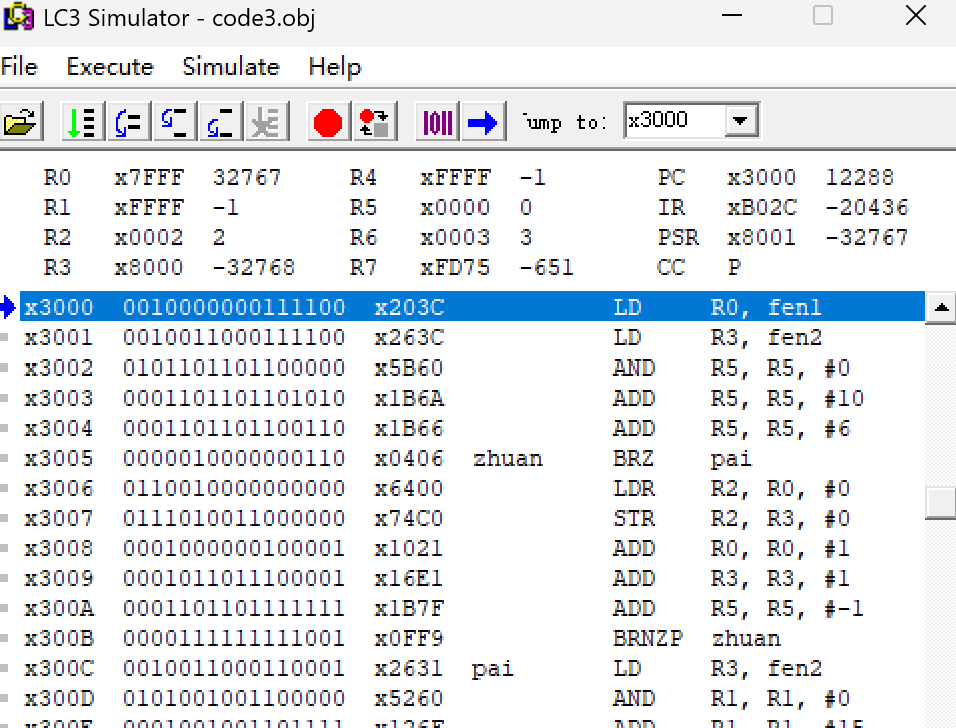 LC3 Simulator - code3.obj
File Execute Simulate Help
Jump to: x3000
R0 x7FFF 32767 R4 xFFFF -1 PC x3000 12288
R1 xFFFF -1 R5 x0000 0 IR xB02C -20436
R2 x0002 2 R6 x0003 3 PSR x8001 -32767
R3 x8000 -32768 R7 xFD75 -651 CC P
x3000 0010000000111100 x203C LD R0, fen1
x3001 0010011000111100 x263C LD R3, fen2
x3002 0101101101100000 x5B60 AND R5, R5, #0
x3003 0001101101101010 x1B6A ADD R5, R5, #10
x3004 0001101101100110 x1B66 ADD R5, R5, #6
x3005 0000010000000110 x0406 zhuan BRZ pai
x3006 0110010000000000 x6400 LDR R2, R0, #0
x3007 0111010011000000 x74C0 STR R2, R3, #0
x3008 0001000000100001 x1021 ADD R0, R0, #1
x3009 0001011011100001 x16E1 ADD R3, R3, #1
x300A 0001101101111111 x1B7F ADD R5, R5, #-1
x300B 0000111111111001 x0FF9 BRNZP zhuan
x300C 0010011000110001 x2631 pai LD R3, fen2
x300D 0101001001100000 x5260 AND R1, R1, #0
x300E 0001001001101111 x126F ADD R1, R1, #15